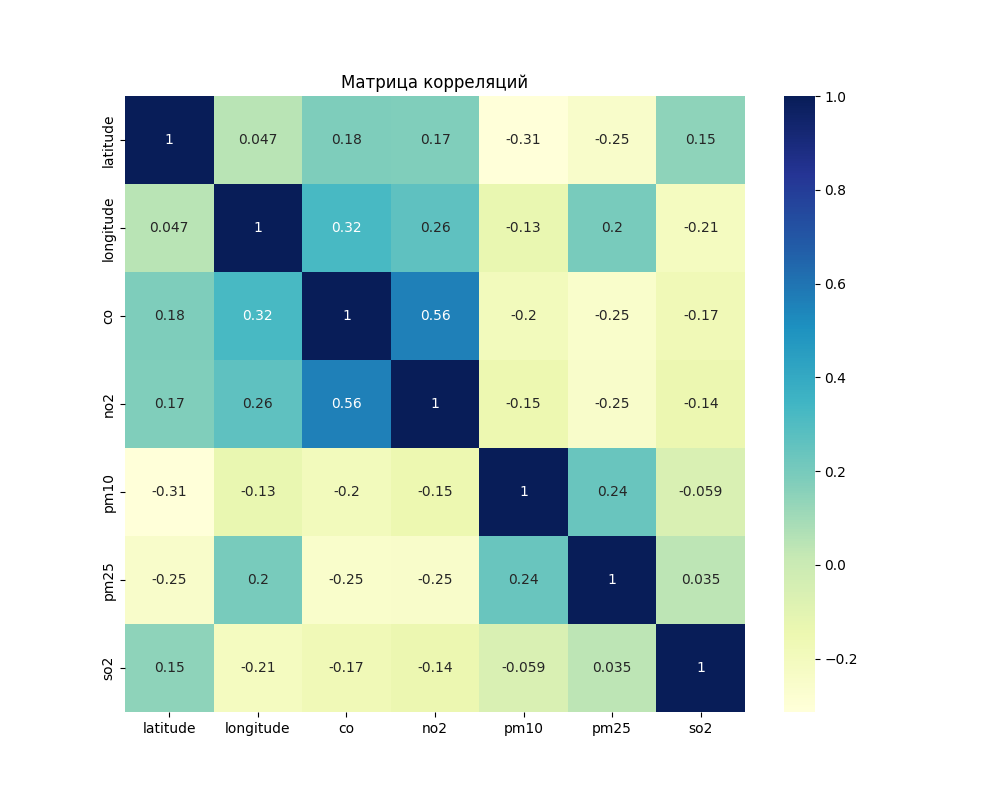 Матрица корреляций
latitude 1 0.047 0.18 0.17 -0.31 -0.25 0.15
longitude 0.047 1 0.32 0.26 -0.13 0.2 -0.21
co 0.18 0.32 1 0.56 -0.2 -0.25 -0.17
no2 0.17 0.26 0.56 1 -0.15 -0.25 -0.14
pm10 -0.31 -0.13 -0.2 -0.15 1 0.24 -0.059
pm25 -0.25 0.2 -0.25 -0.25 0.24 1 0.035
so2 0.15 -0.21 -0.17 -0.14 -0.059 0.035 1
latitude longitude co no2 pm10 pm25 so2
1.0
0.8
0.6
0.4
0.2
0.0
−0.2